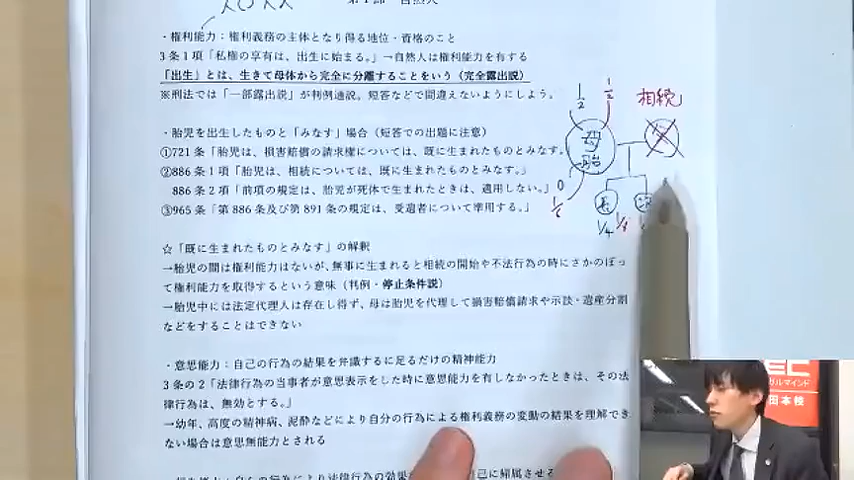 第1部 自然人
・権利能力：権利義務の主体となり得る地位・資格のこと
3条1項「私権の享有は、出生に始まる。」→自然人は権利能力を有する
「出生」とは、生きて母体から完全に分離することをいう（完全露出説）
※刑法では「一部露出説」が判例通説。短答などで間違えないようにしよう。
・胎児を出生したものと「みなす」場合（短答での出題に注意）
①721条「胎児は、損害賠償の請求権については、既に生まれたものとみなす。
②886条1項「胎児は、相続については、既に生まれたものとみなす。」
886条2項「前項の規定は、胎児が死体で生まれたときは、適用しない。」
③965条「第886条及び第891条の規定は、受遺者について準用する。」
☆「既に生まれたものとみなす」の解釈
→胎児の間は権利能力はないが、無事に生まれると相続の開始や不法行為の時にさかのぼっ
て権利能力を取得するという意味（判例・停止条件説）
→胎児中には法定代理人は存在し得ず、母は胎児を代理して損害賠償請求や示談・遺産分割
などをすることはできない
・意思能力：自己の行為の結果を弁識するに足るだけの精神能力
3条の2「法律行為の当事者が意思表示をした時に意思能力を有しなかったときは、その法
律行為は、無効とする。」
→幼年、高度の精神病、泥酔などにより自分の行為による権利義務の変動の結果を理解でき
ない場合は意思無能力とされる
1/2
1/2
相続
母
胎
0
長
次
1/4
田本校